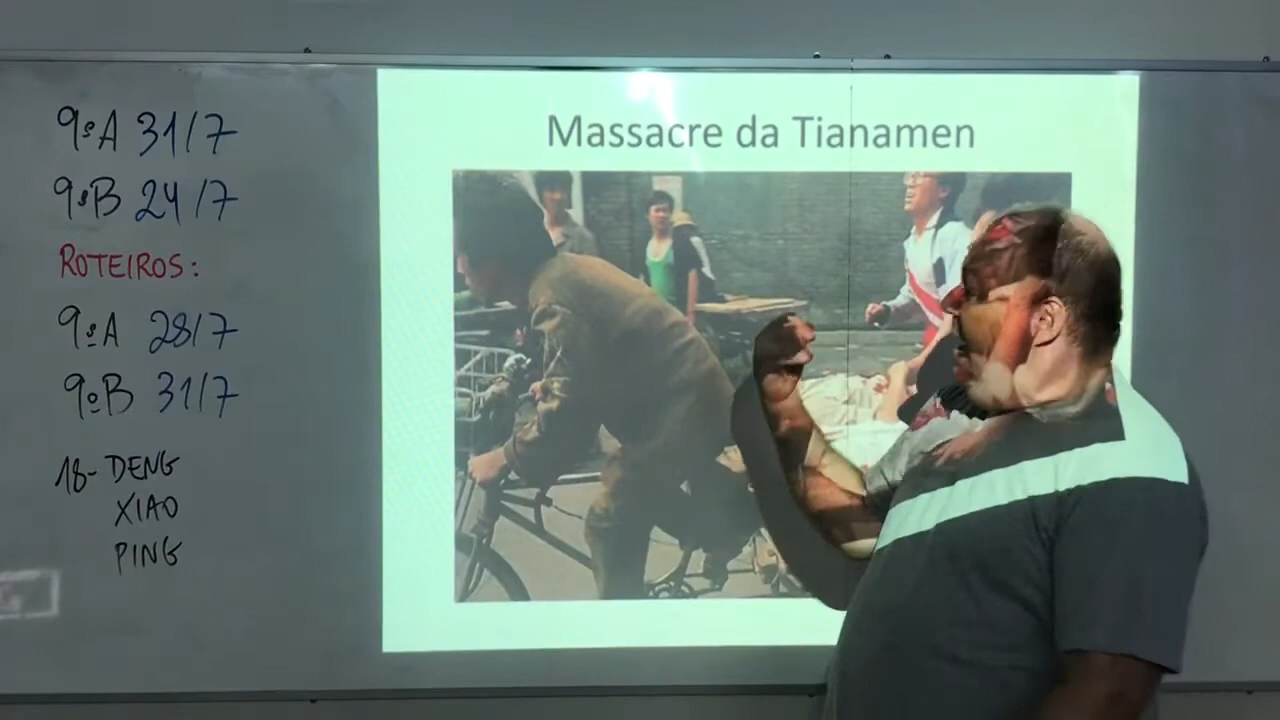 9ºA 31/7
9ºB 24/7
ROTEIROS:
9ºA 28/7
9ºB 31/7
18- DENG
XIAO
PING
Massacre da Tianamen